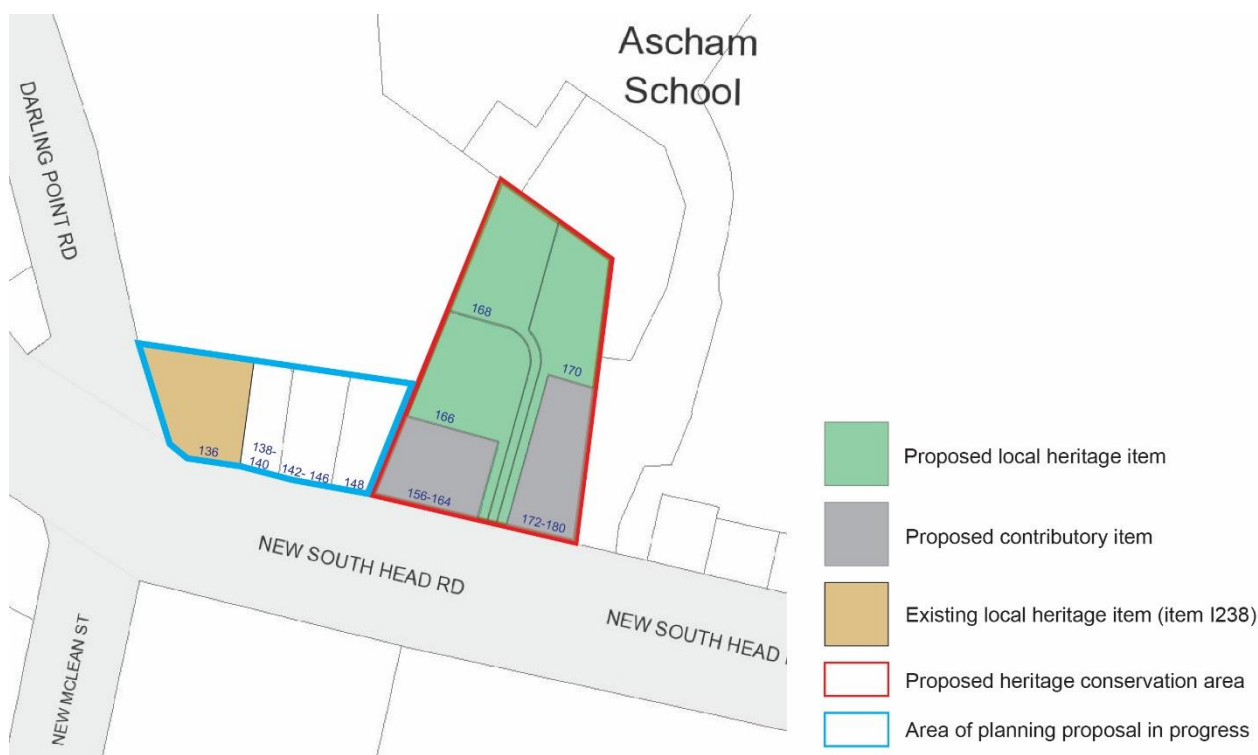 Ascham
School
DARLING POINT RD
168
170
166
136
138-
140
142- 146
148
156-164
172-180
NEW SOUTH HEAD RD
NEW SOUTH HEAD
NEW MCLEAN ST
Proposed local heritage item
Proposed contributory item
Existing local heritage item (item I238)
Proposed heritage conservation area
Area of planning proposal in progress